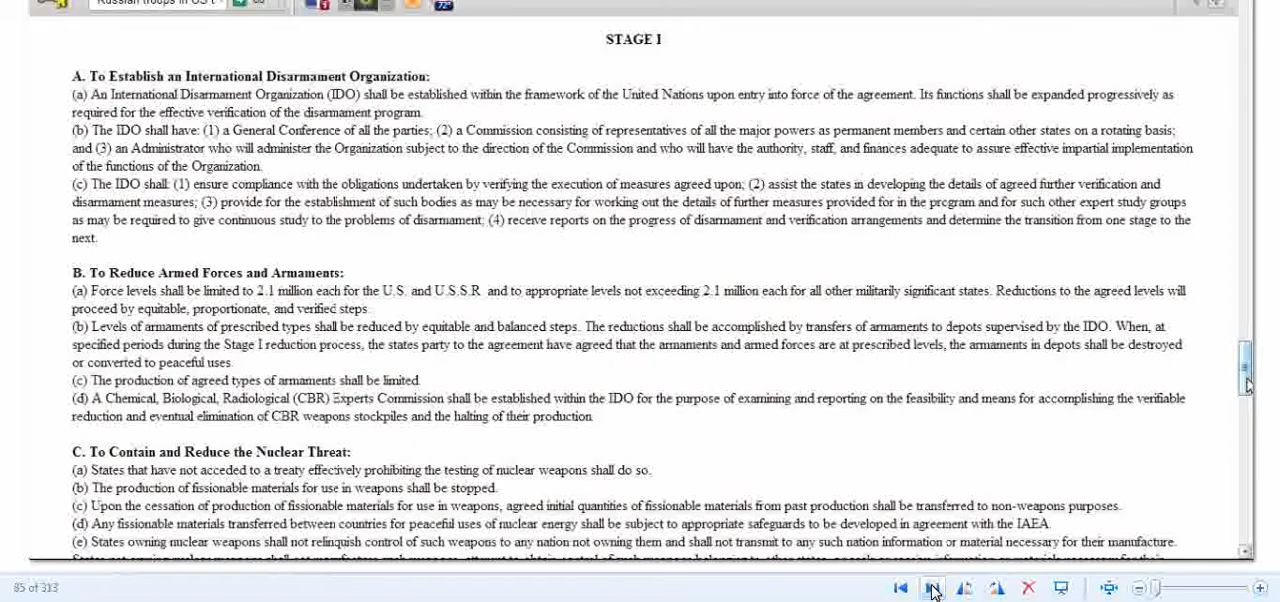 Russian troops in US t
72°
STAGE I
A. To Establish an International Disarmament Organization:
(a) An International Disarmament Organization (IDO) shall be established within the framework of the United Nations upon entry into force of the agreement. Its functions shall be expanded progressively as
required for the effective verification of the disarmament program.
(b) The IDO shall have: (1) a General Conference of all the parties; (2) a Commission consisting of representatives of all the major powers as permanent members and certain other states on a rotating basis;
and (3) an Administrator who will administer the Organization subject to the direction of the Commission and who will have the authority, staff, and finances adequate to assure effective impartial implementation
of the functions of the Organization.
(c) The IDO shall: (1) ensure compliance with the obligations undertaken by verifying the execution of measures agreed upon; (2) assist the states in developing the details of agreed further verification and
disarmament measures; (3) provide for the establishment of such bodies as may be necessary for working out the details of further measures provided for in the program and for such other expert study groups
as may be required to give continuous study to the problems of disarmament; (4) receive reports on the progress of disarmament and verification arrangements and determine the transition from one stage to the
next.
B. To Reduce Armed Forces and Armaments:
(a) Force levels shall be limited to 2.1 million each for the U.S. and U.S.S.R. and to appropriate levels not exceeding 2.1 million each for all other militarily significant states. Reductions to the agreed levels will
proceed by equitable, proportionate, and verified steps.
(b) Levels of armaments of prescribed types shall be reduced by equitable and balanced steps. The reductions shall be accomplished by transfers of armaments to depots supervised by the IDO. When, at
specified periods during the Stage I reduction process, the states party to the agreement have agreed that the armaments and armed forces are at prescribed levels, the armaments in depots shall be destroyed
or converted to peaceful uses.
(c) The production of agreed types of armaments shall be limited.
(d) A Chemical, Biological, Radiological (CBR) Experts Commission shall be established within the IDO for the purpose of examining and reporting on the feasibility and means for accomplishing the verifiable
reduction and eventual elimination of CBR weapons stockpiles and the halting of their production.
C. To Contain and Reduce the Nuclear Threat:
(a) States that have not acceded to a treaty effectively prohibiting the testing of nuclear weapons shall do so.
(b) The production of fissionable materials for use in weapons shall be stopped.
(c) Upon the cessation of production of fissionable materials for use in weapons, agreed initial quantities of fissionable materials from past production shall be transferred to non-weapons purposes.
(d) Any fissionable materials transferred between countries for peaceful uses of nuclear energy shall be subject to appropriate safeguards to be developed in agreement with the IAEA.
(e) States owning nuclear weapons shall not relinquish control of such weapons to any nation not owning them and shall not transmit to any such nation information or material necessary for their manufacture.
85 of 313